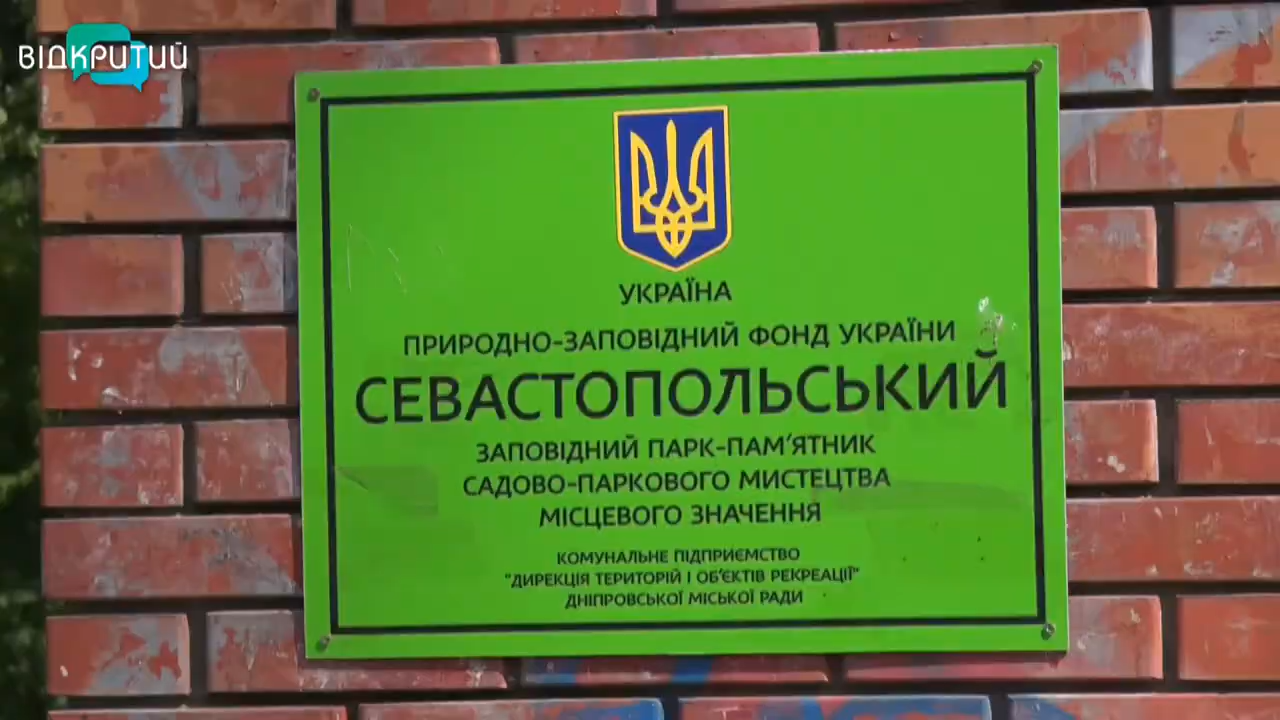 ВІДКРИТИЙ
УКРАЇНА
ПРИРОДНО-ЗАПОВІДНИЙ ФОНД УКРАЇНИ
СЕВАСТОПОЛЬСЬКИЙ
ЗАПОВІДНИЙ ПАРК-ПАМ'ЯТНИК
САДОВО-ПАРКОВОГО МИСТЕЦТВА
МІСЦЕВОГО ЗНАЧЕННЯ
КОМУНАЛЬНЕ ПІДПРИЄМСТВО
"ДИРЕКЦІЯ ТЕРИТОРІЙ І ОБ'ЄКТІВ РЕКРЕАЦІЇ"
ДНІПРОВСЬКОЇ МІСЬКОЇ РАДИ